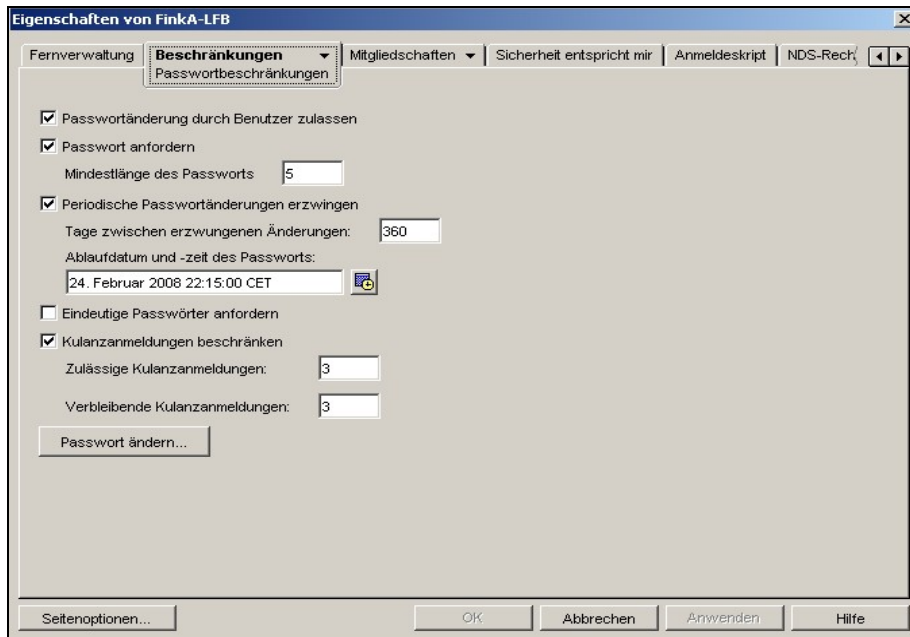 Eigenschaften von FinkA-LFB
Fernverwaltung
Beschränkungen
Mitgliedschaften
Sicherheit entspricht mir
Anmeldeskript
NDS-Rech
Passwortbeschränkungen
Passwortänderung durch Benutzer zulassen
Passwort anfordern
Mindestlänge des Passworts 5
Periodische Passwortänderungen erzwingen
Tage zwischen erzwungenen Änderungen: 360
Ablaufdatum und -zeit des Passworts:
24. Februar 2008 22:15:00 CET
Eindeutige Passwörter anfordern
Kulanzanmeldungen beschränken
Zulässige Kulanzanmeldungen: 3
Verbleibende Kulanzanmeldungen: 3
Passwort ändern...
Seitenoptionen... OK Abbrechen Anwenden Hilfe